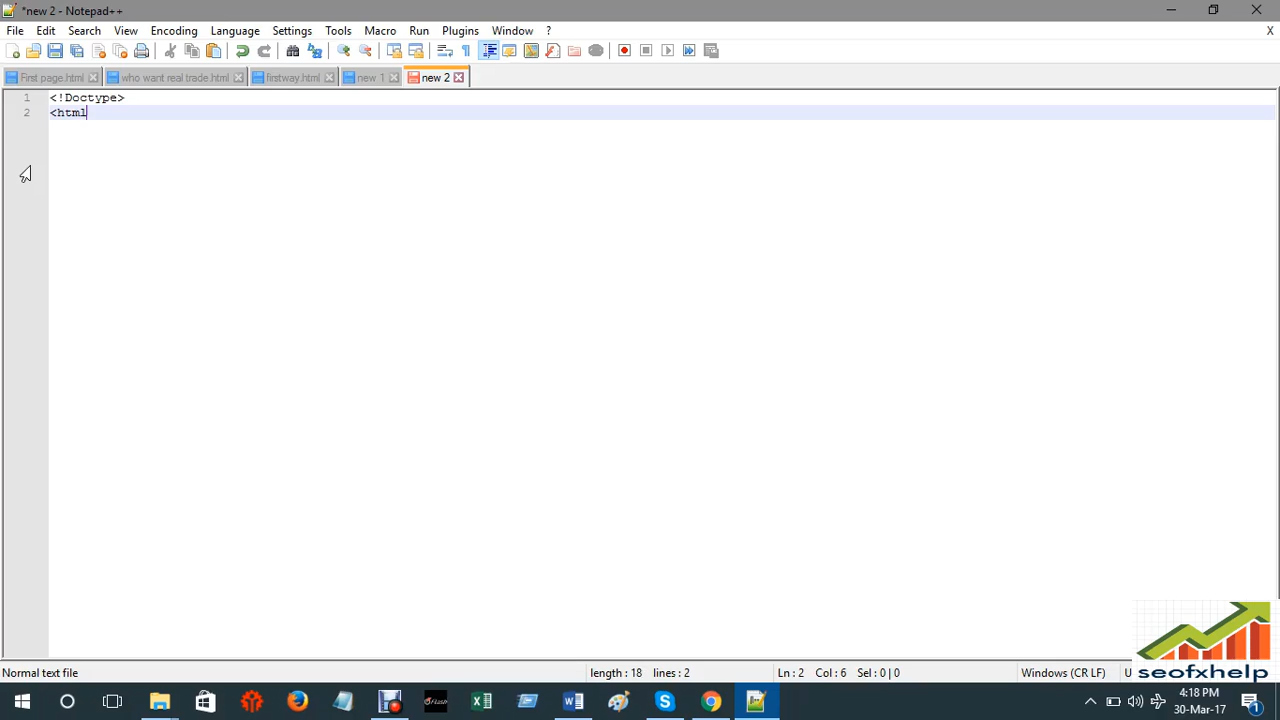 *new 2 - Notepad++
File Edit Search View Encoding Language Settings Tools Macro Run Plugins Window ? X
First page.html who want real trade.html firstway.html new 1 new 2
1 <!Doctype>
2 <html
seofxhelp
Normal text file length : 18 lines : 2 Ln : 2 Col : 6 Sel : 0 | 0 Windows (CR LF) U
4:18 PM
30-Mar-17